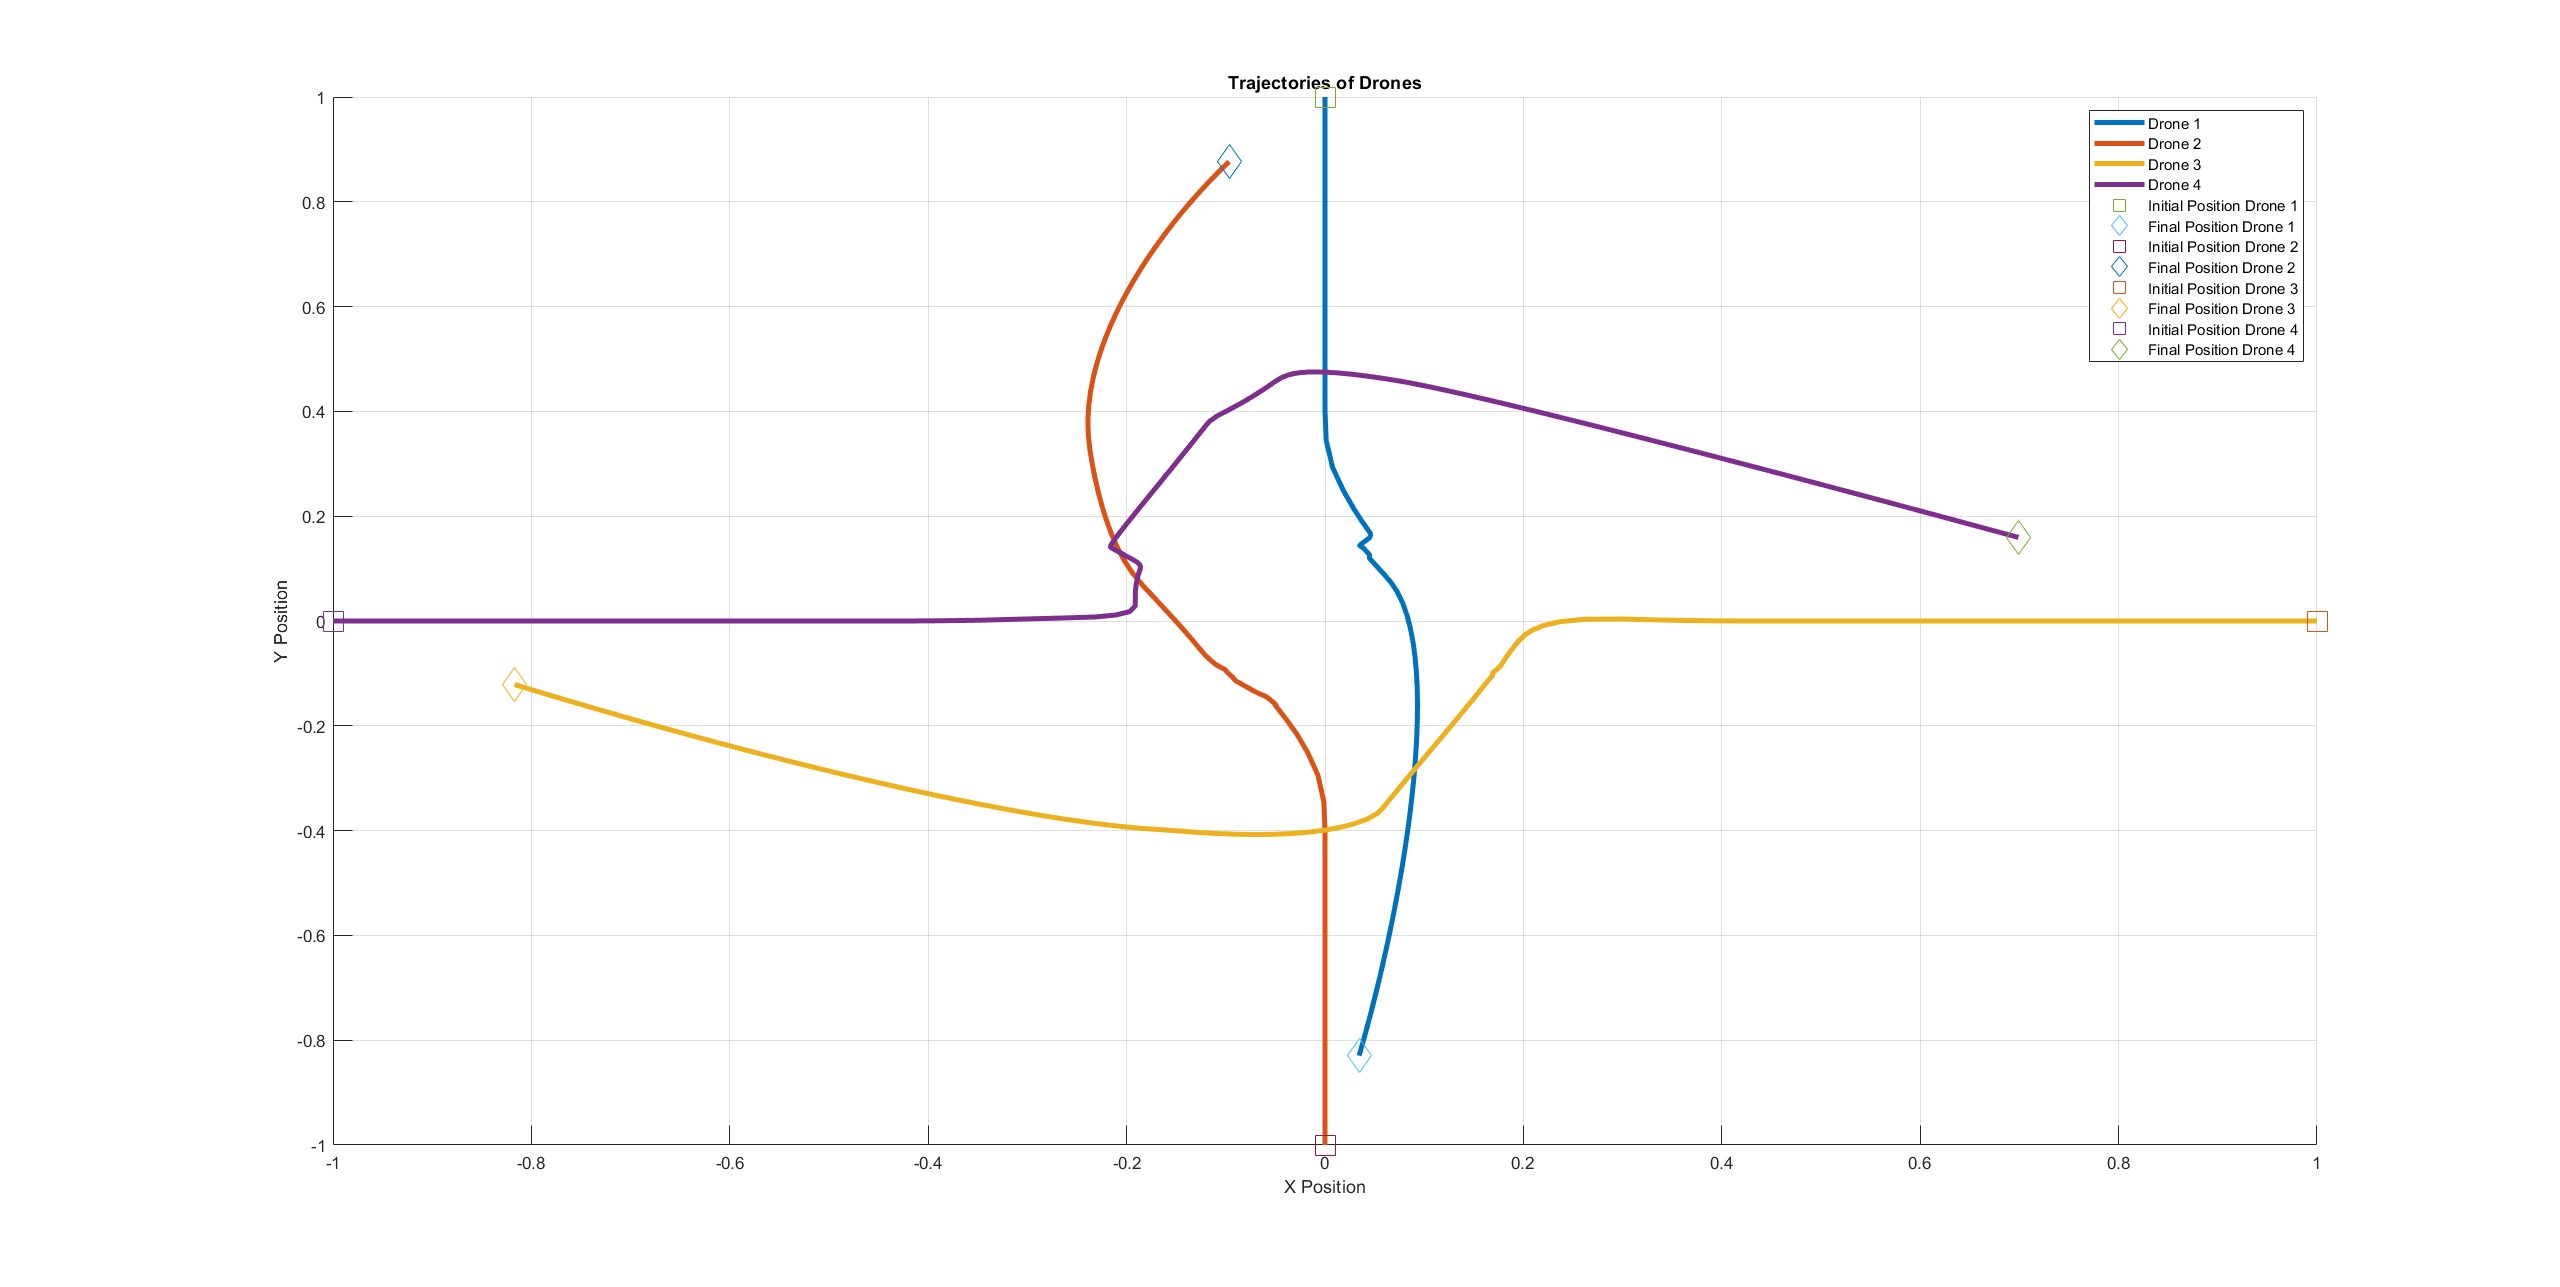 Trajectories of Drones
1
0.8
0.6
0.4
0.2
0
-0.2
-0.4
-0.6
-0.8
-1
Y Position
-1 -0.8 -0.6 -0.4 -0.2 0 0.2 0.4 0.6 0.8 1
X Position
Drone 1
Drone 2
Drone 3
Drone 4
Initial Position Drone 1
Final Position Drone 1
Initial Position Drone 2
Final Position Drone 2
Initial Position Drone 3
Final Position Drone 3
Initial Position Drone 4
Final Position Drone 4